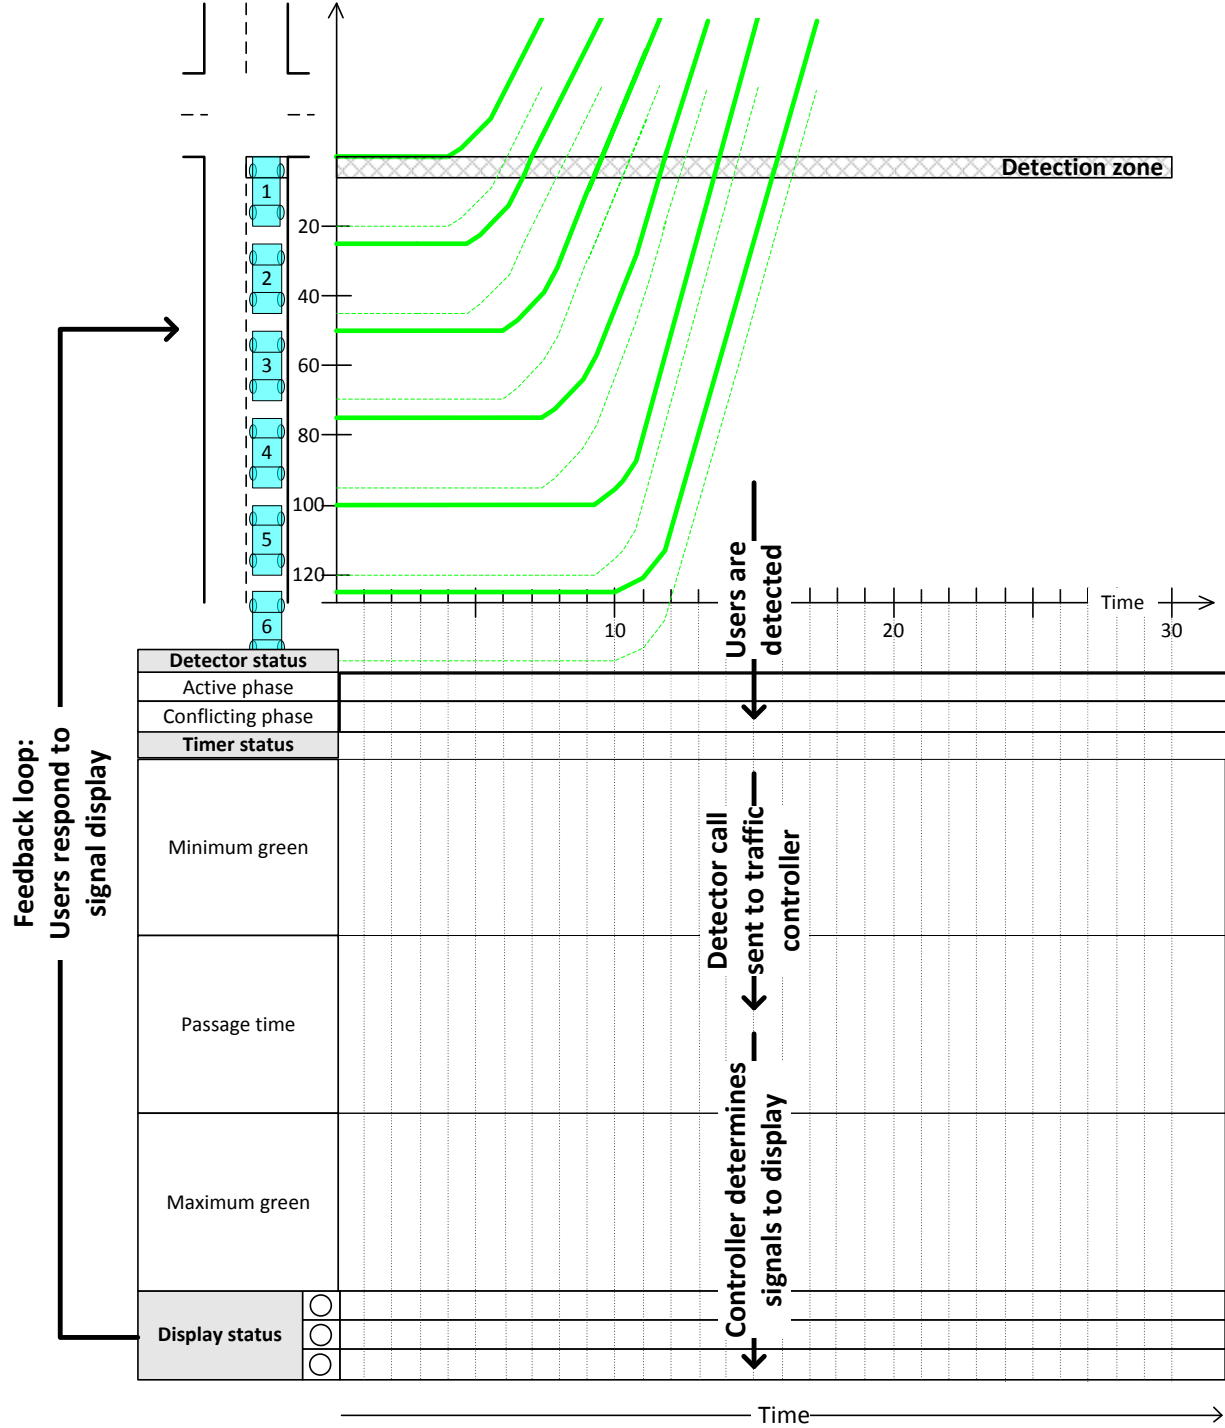 Detection zone
1
2
3
4
5
6
20
40
60
80
100
120
10
20
30
Time
Users are
detected
Detector status
Active phase
Conflicting phase
Timer status
Minimum green
Passage time
Maximum green
Display status
Detector call
sent to traffic
controller
Controller determines
signals to display
Feedback loop:
Users respond to
signal display
Time